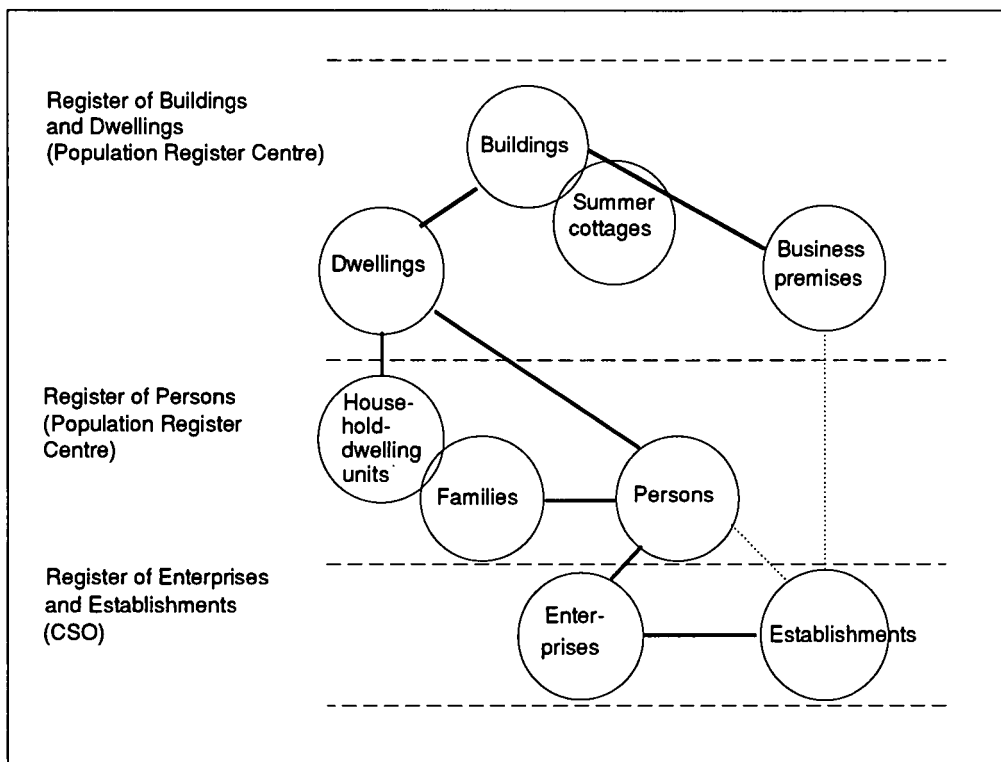 Register of Buildings
and Dwellings
(Population Register Centre)
Buildings
Summer
cottages
Dwellings
Business
premises
Register of Persons
(Population Register
Centre)
House-
hold-
dwelling
units
Families
Persons
Register of Enterprises
and Establishments
(CSO)
Enter-
prises
Establishments